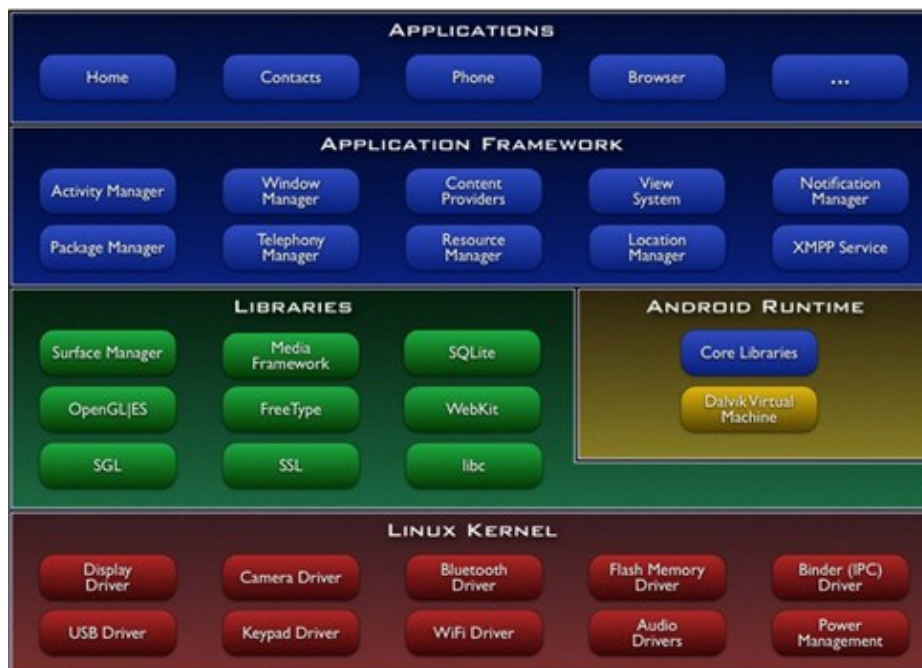 APPLICATIONS
Home
Contacts
Phone
Browser
...
APPLICATION FRAMEWORK
Activity Manager
Window
Manager
Content
Providers
View
System
Notification
Manager
Package Manager
Telephony
Manager
Resource
Manager
Location
Manager
XMPP Service
LIBRARIES
Surface Manager
Media
Framework
SQLite
OpenGL|ES
FreeType
WebKit
SGL
SSL
libc
ANDROID RUNTIME
Core Libraries
Dalvik Virtual
Machine
LINUX KERNEL
Display
Driver
Camera Driver
Bluetooth
Driver
Flash Memory
Driver
Binder (IPC)
Driver
USB Driver
Keypad Driver
WiFi Driver
Audio
Drivers
Power
Management